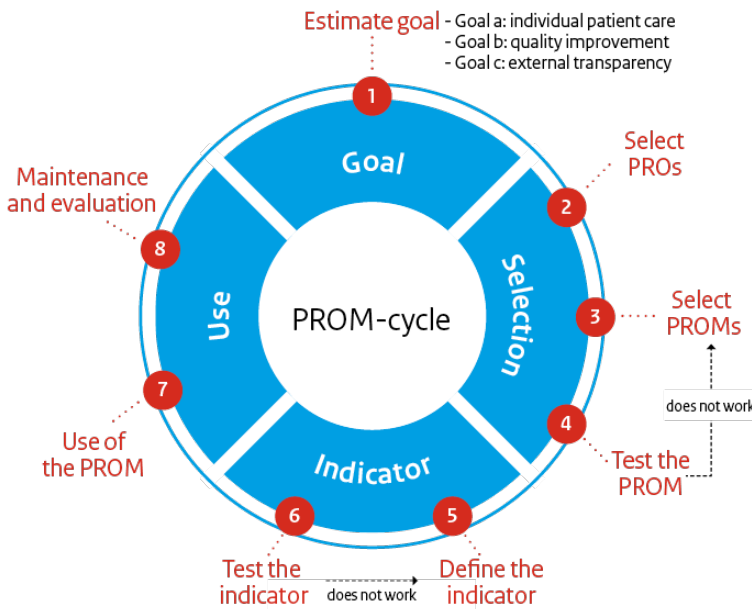 Estimate goal
- Goal a: individual patient care
- Goal b: quality improvement
- Goal c: external transparency
1
Goal
Select
PROs
2
Maintenance
and evaluation
8
Use
PROM-cycle
Selection
3
Select
PROMs
does not work
7
Use of
the PROM
4
Test the
PROM
Indicator
6
5
Test the
indicator
does not work
Define the
indicator